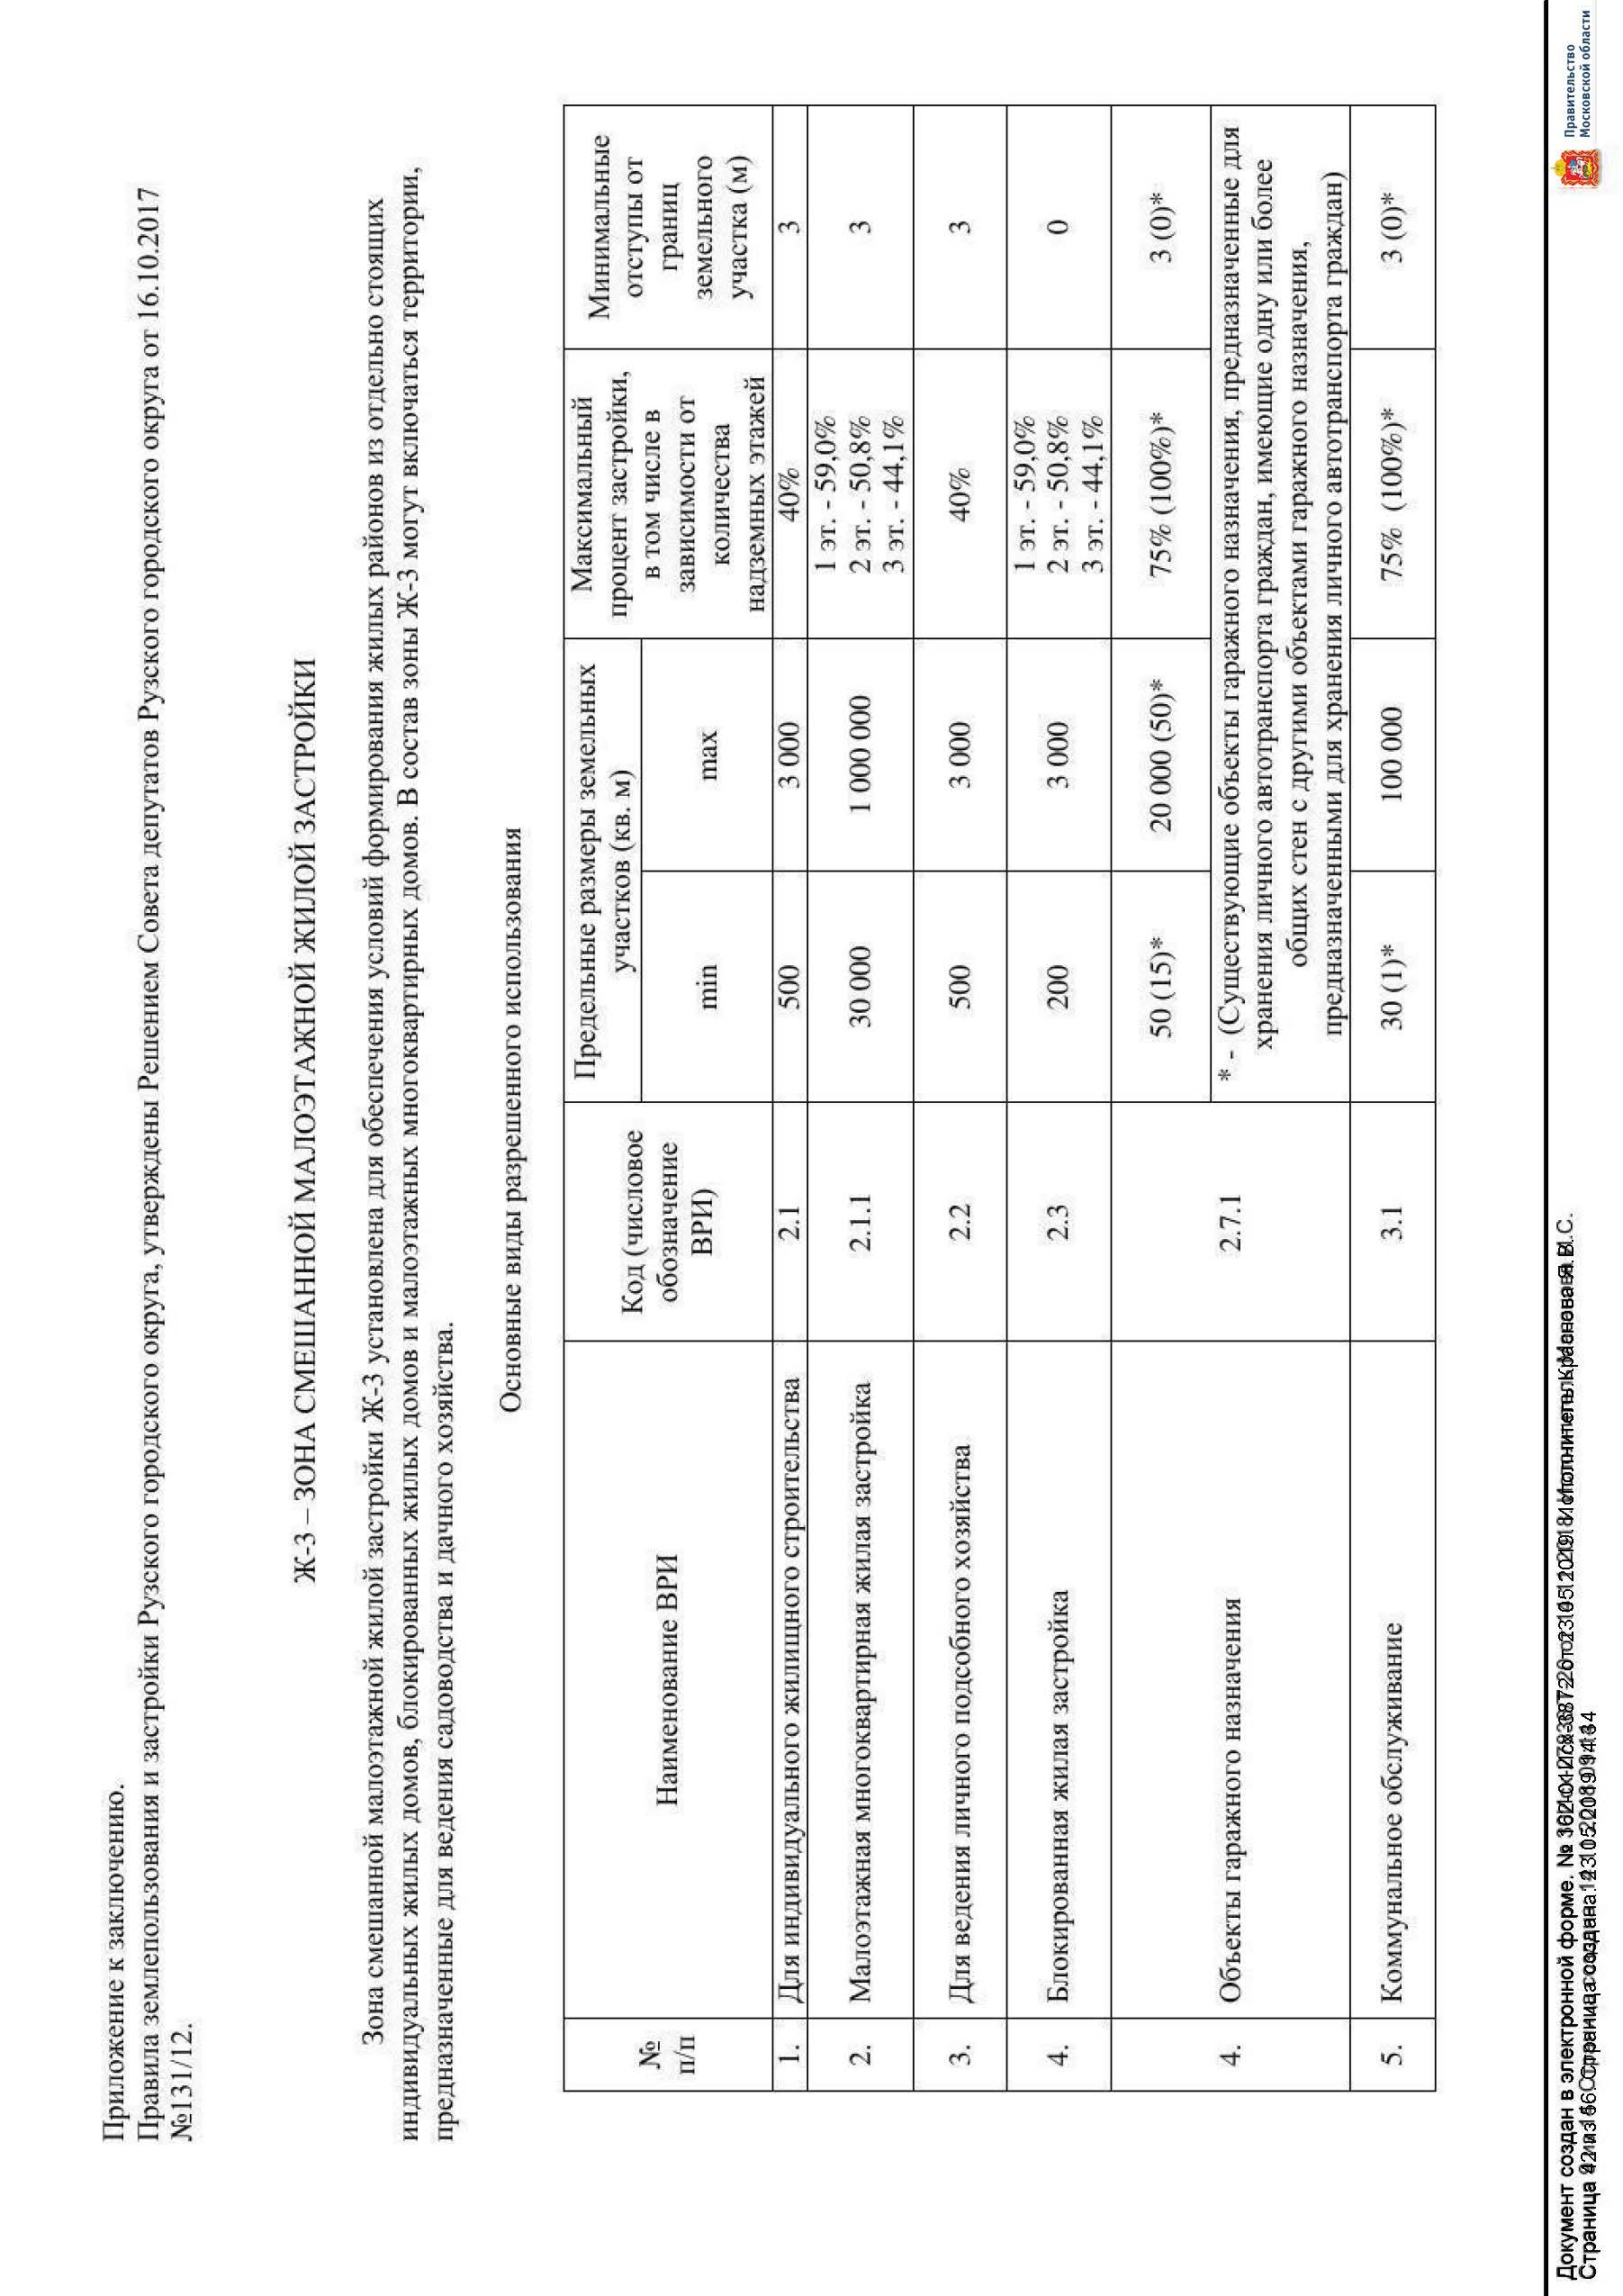 Приложение к заключению.
Правила землепользования и застройки Рузского городского округа, утверждены Решением Совета депутатов Рузского городского округа от 16.10.2017
№131/12.
Ж-3 – ЗОНА СМЕШАННОЙ МАЛОЭТАЖНОЙ ЖИЛОЙ ЗАСТРОЙКИ
Зона смешанной малоэтажной жилой застройки Ж-3 установлена для обеспечения условий формирования жилых районов из отдельно стоящих
индивидуальных жилых домов, блокированных жилых домов и малоэтажных многоквартирных домов. В состав зоны Ж-3 могут включаться территории,
предназначенные для ведения садоводства и дачного хозяйства.
Основные виды разрешенного использования
№
п/п
Наименование ВРИ
Код (числовое
обозначение
ВРИ)
Предельные размеры земельных
участков (кв. м)
min
max
Максимальный
процент застройки,
в том числе в
зависимости от
количества
надземных этажей
Минимальные
отступы от
границ
земельного
участка (м)
1. Для индивидуального жилищного строительства 2.1 500 3 000 40% 3
2. Малоэтажная многоквартирная жилая застройка 2.1.1 30 000 1 000 000
1 эт. - 59,0%
2 эт. - 50,8%
3 эт. - 44,1%
3
3. Для ведения личного подсобного хозяйства 2.2 500 3 000 40% 3
4. Блокированная жилая застройка 2.3 200 3 000
1 эт. - 59,0%
2 эт. - 50,8%
3 эт. - 44,1%
0
4. Объекты гаражного назначения 2.7.1
50 (15)* 20 000 (50)* 75% (100%)* 3 (0)*
* - (Существующие объекты гаражного назначения, предназначенные для
хранения личного автотранспорта граждан, имеющие одну или более
общих стен с другими объектами гаражного назначения,
предназначенными для хранения личного автотранспорта граждан)
5. Коммунальное обслуживание 3.1 30 (1)* 100 000 75% (100%)* 3 (0)*
Документ создан в электронной форме. №
Страница
Правительство
Московской области